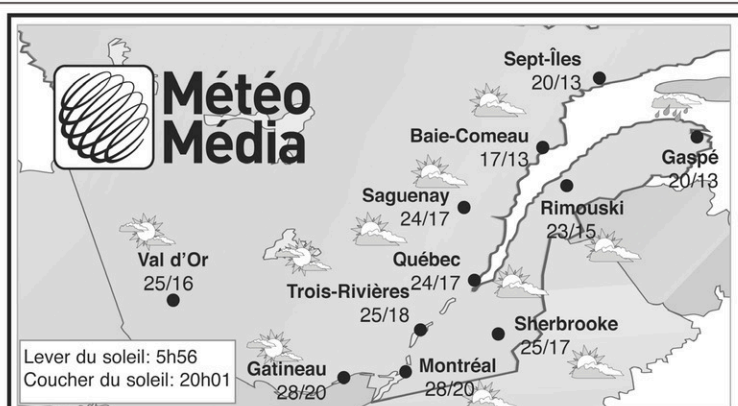 Météo
Média
Sept-Îles
20/13
Baie-Comeau
17/13
Gaspé
20/13
Saguenay
24/17
Rimouski
23/15
Val d'Or
25/16
Québec
24/17
Trois-Rivières
25/18
Sherbrooke
25/17
Lever du soleil: 5h56
Coucher du soleil: 20h01
Gatineau
28/20
Montréal
28/20